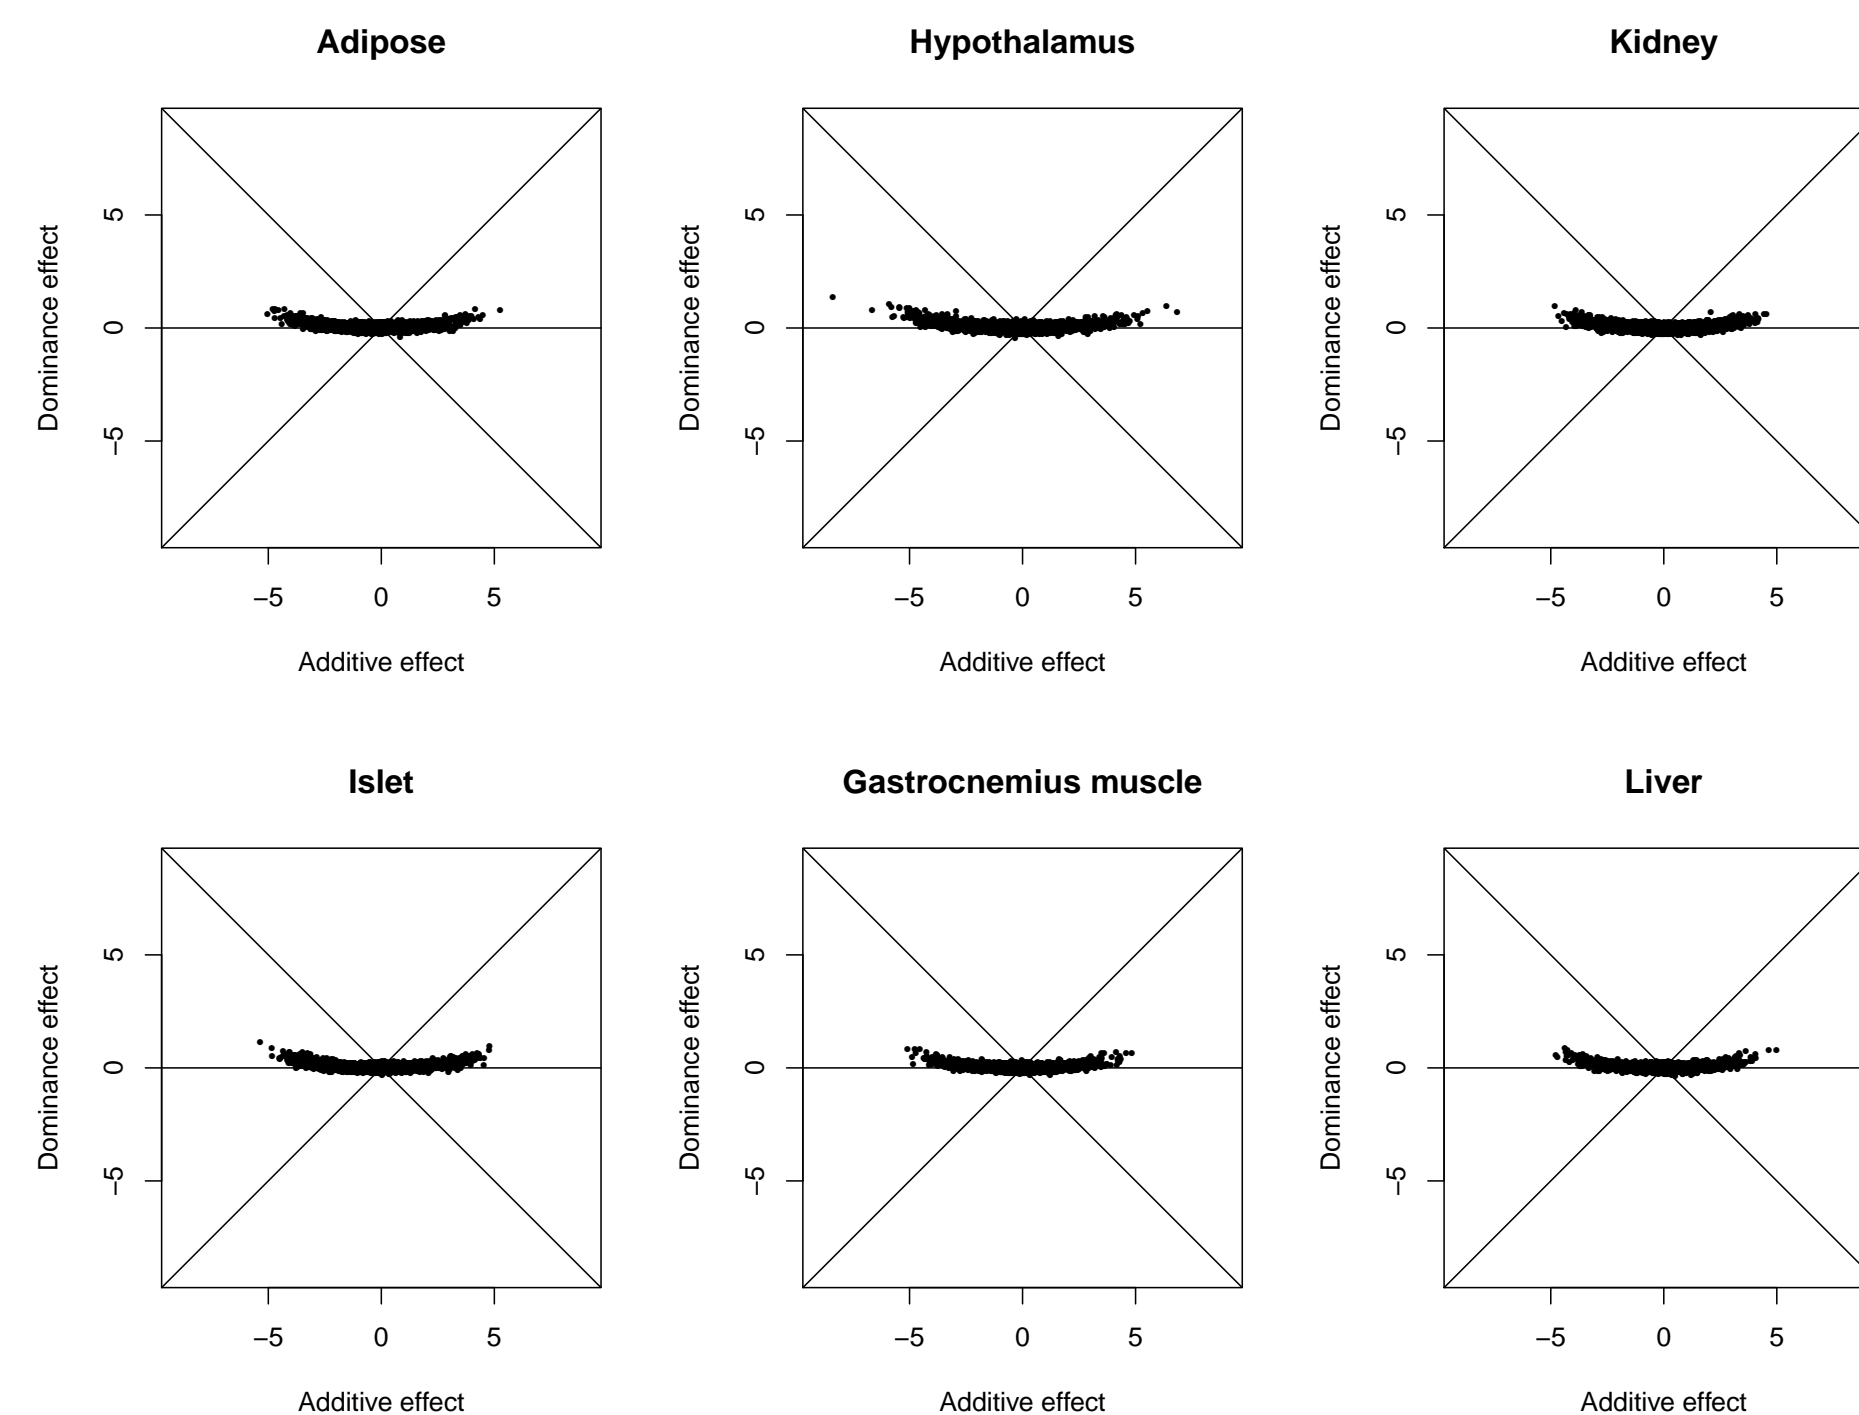 Adipose
Hypothalamus
Kidney
Dominance effect
5
0
−5
−5 0 5
Additive effect
Dominance effect
5
0
−5
−5 0 5
Additive effect
Dominance effect
5
0
−5
−5 0 5
Additive effect
Islet
Gastrocnemius muscle
Liver
Dominance effect
5
0
−5
−5 0 5
Additive effect
Dominance effect
5
0
−5
−5 0 5
Additive effect
Dominance effect
5
0
−5
−5 0 5
Additive effect